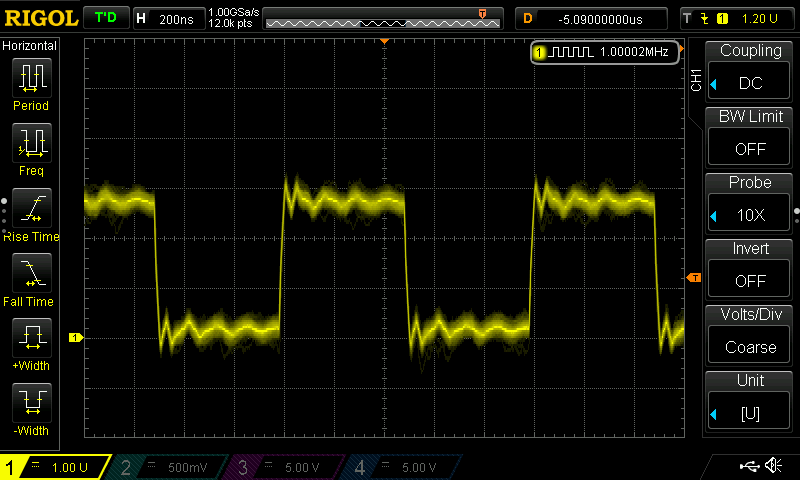 RIGOL T'D H 200ns 1.00GSa/s 12.0k pts T D -5.09000000us T 1 1.20 U
Horizontal
Period
Freq
Rise Time
Fall Time
+Width
-Width
1 1.00002MHz
1
T
CH1
Coupling
DC
BW Limit
OFF
Probe
10X
Invert
OFF
Volts/Div
Coarse
Unit
[U]
1 1.00 U 2 500mV 3 5.00 V 4 5.00 V